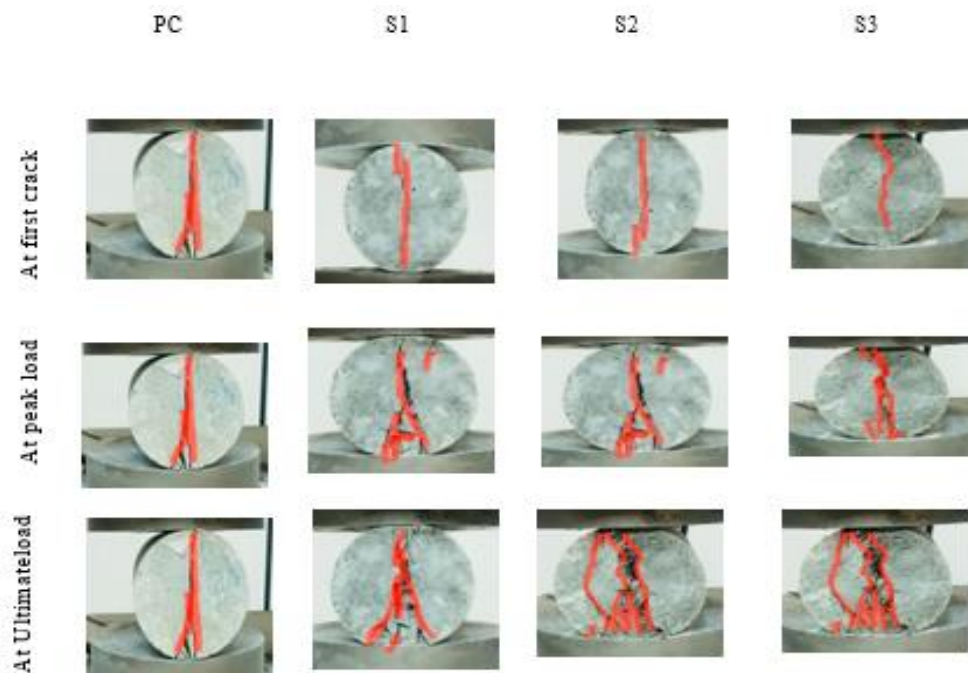 PC
S1
S2
S3
At first crack
At peak load
At Ultimateload